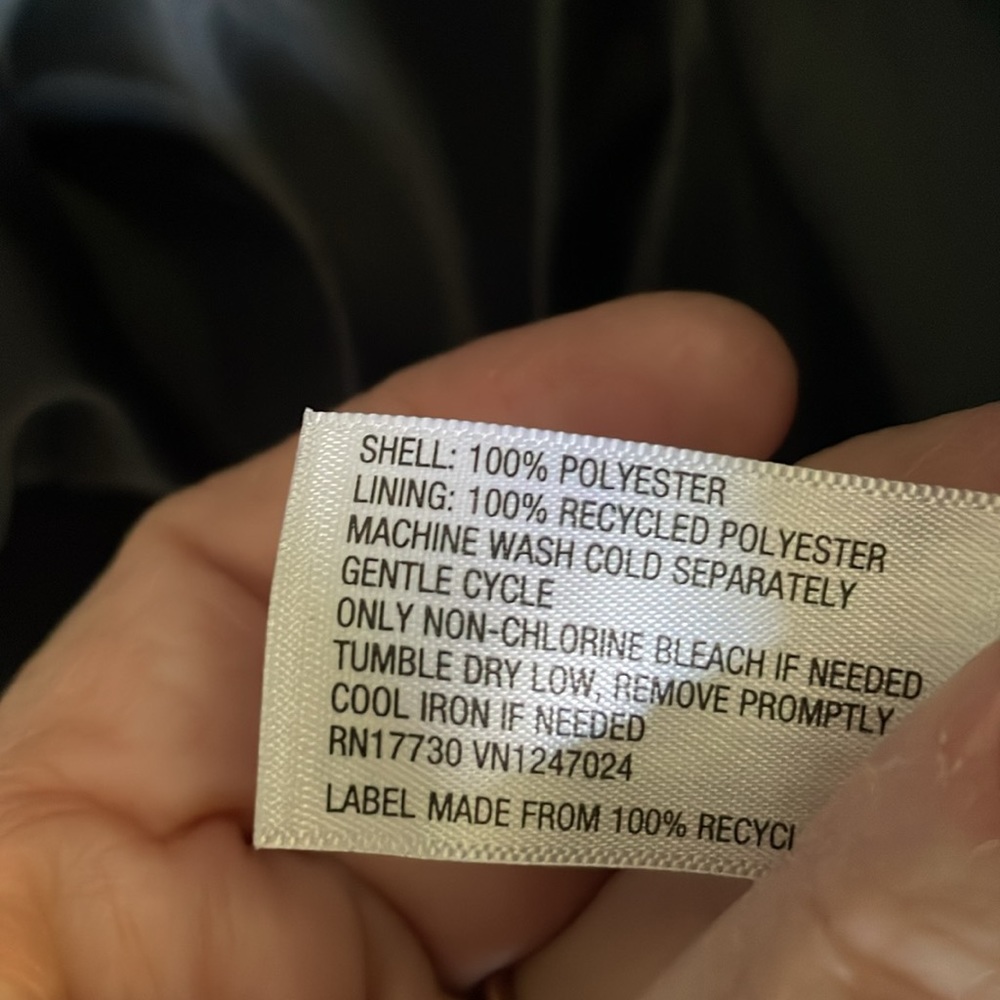 SHELL: 100% POLYESTER
LINING: 100% RECYCLED POLYESTER
MACHINE WASH COLD SEPARATELY
GENTLE CYCLE
ONLY NON-CHLORINE BLEACH IF NEEDED
TUMBLE DRY LOW, REMOVE PROMPTLY
COOL IRON IF NEEDED
RN17730 VN1247024
LABEL MADE FROM 100%